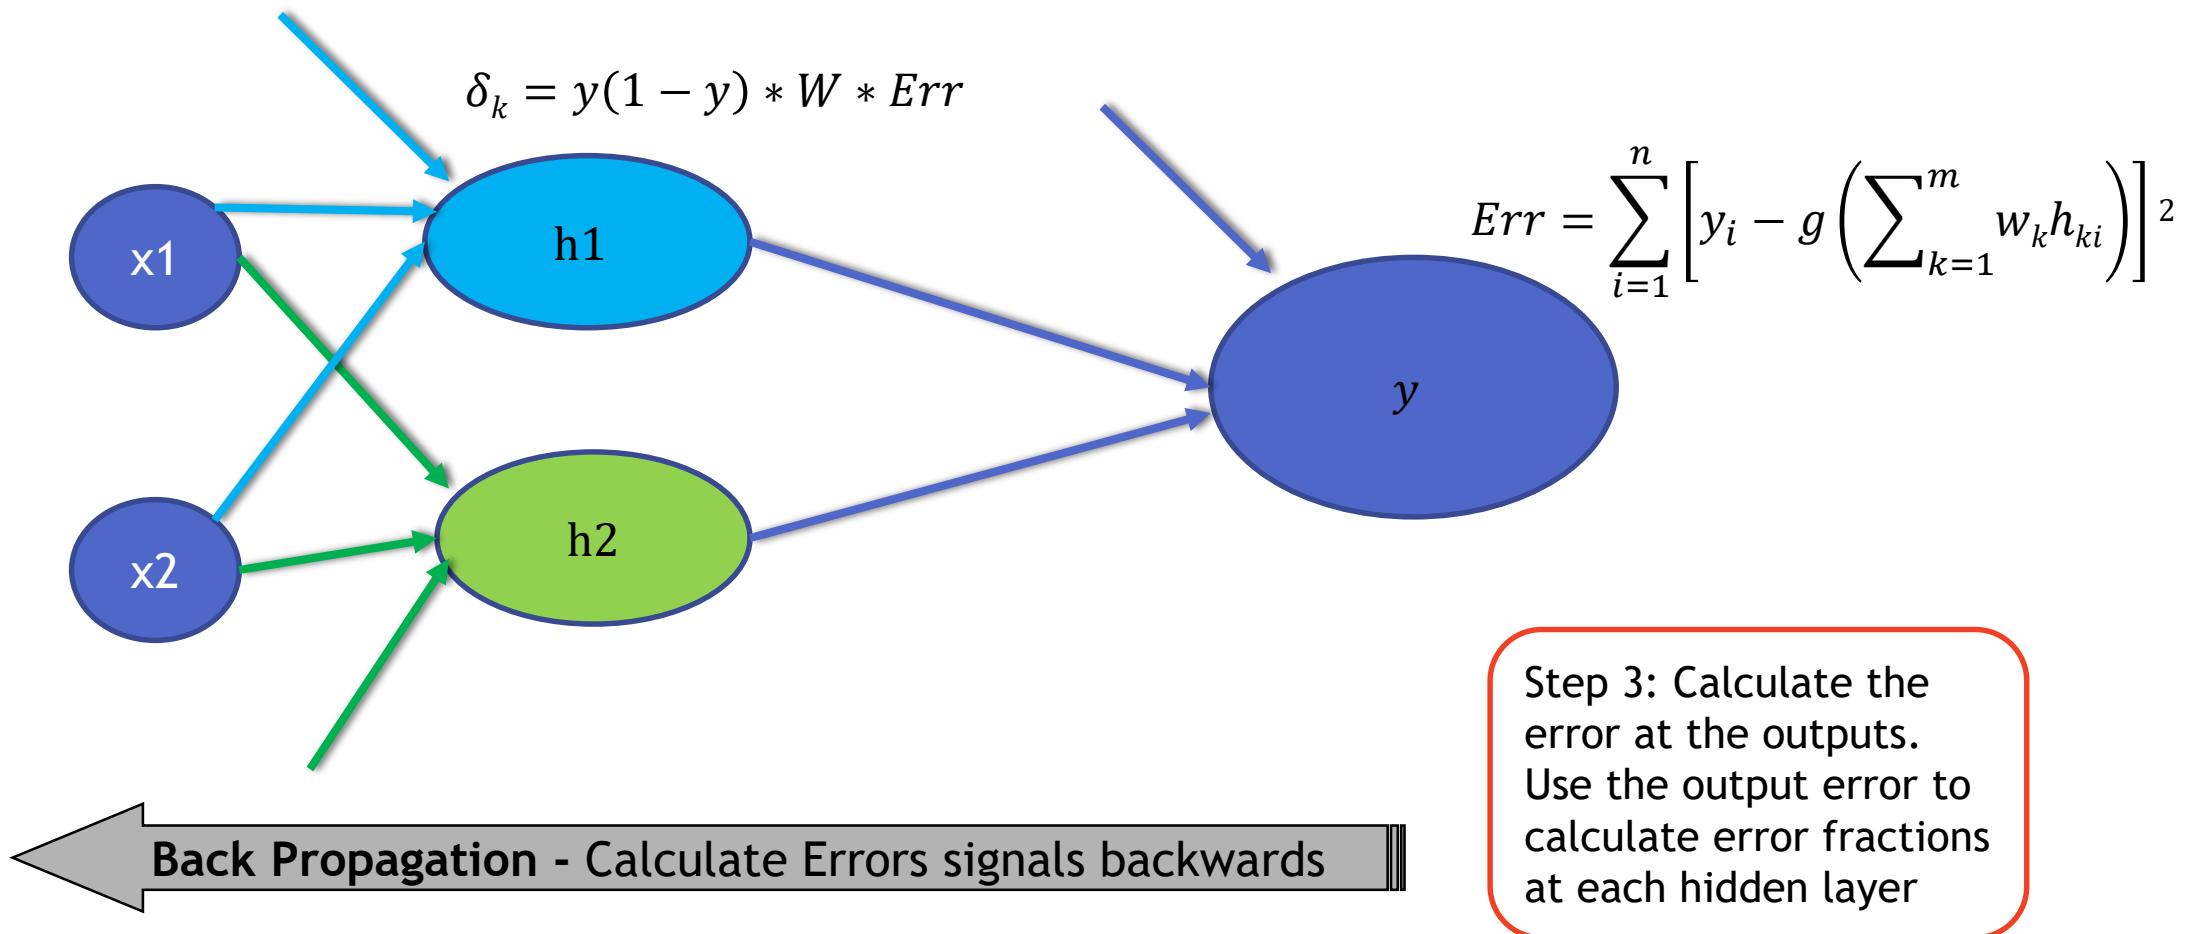 δ_k = y(1 − y) ∗ W ∗ Err
Err = ∑_{i=1}^{n} [y_i − g(∑_{k=1}^{m} w_k h_{ki})]^2
x1
h1
y
x2
h2
Step 3: Calculate the
error at the outputs.
Use the output error to
calculate error fractions
at each hidden layer
Back Propagation - Calculate Errors signals backwards